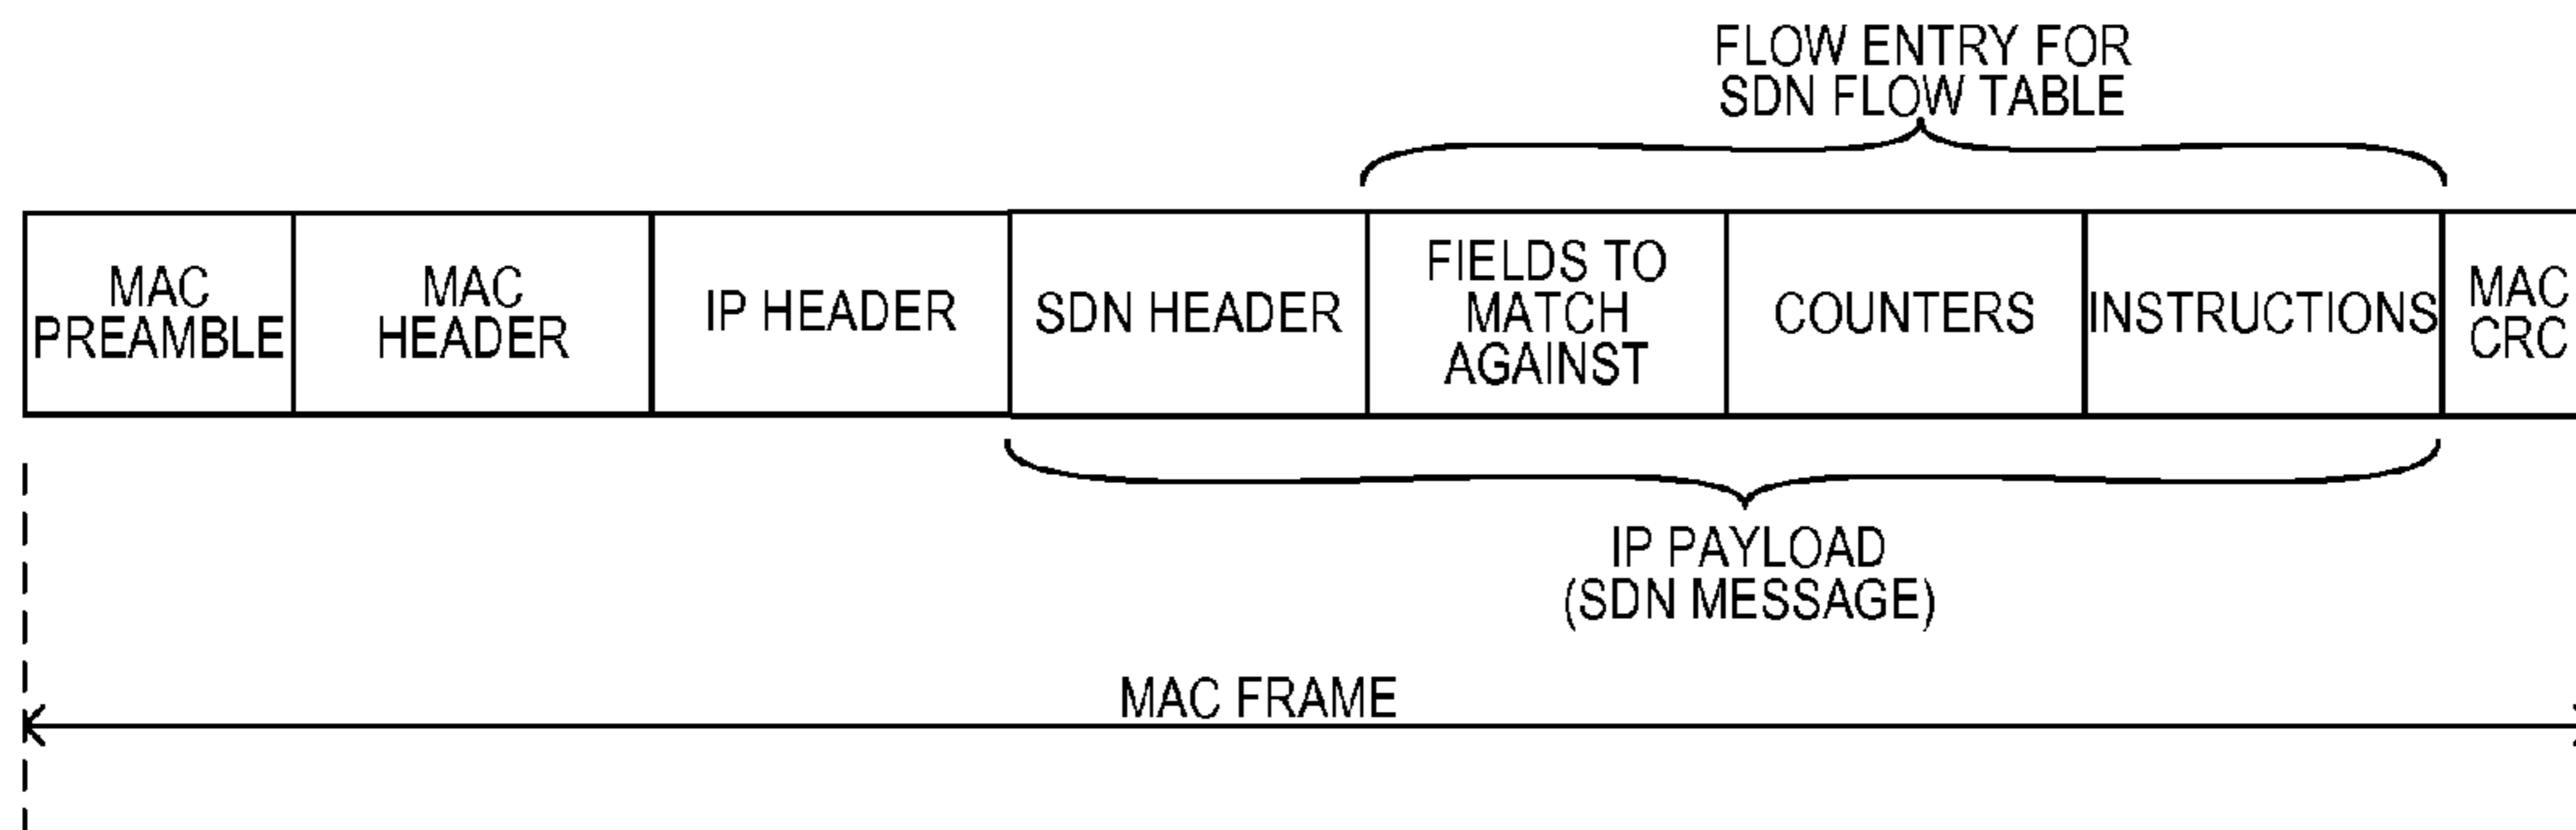 FLOW ENTRY FOR
SDN FLOW TABLE
MAC
PREAMBLE
MAC
HEADER
IP HEADER
SDN HEADER
FIELDS TO
MATCH
AGAINST
COUNTERS
INSTRUCTIONS
MAC
CRC
IP PAYLOAD
(SDN MESSAGE)
MAC FRAME